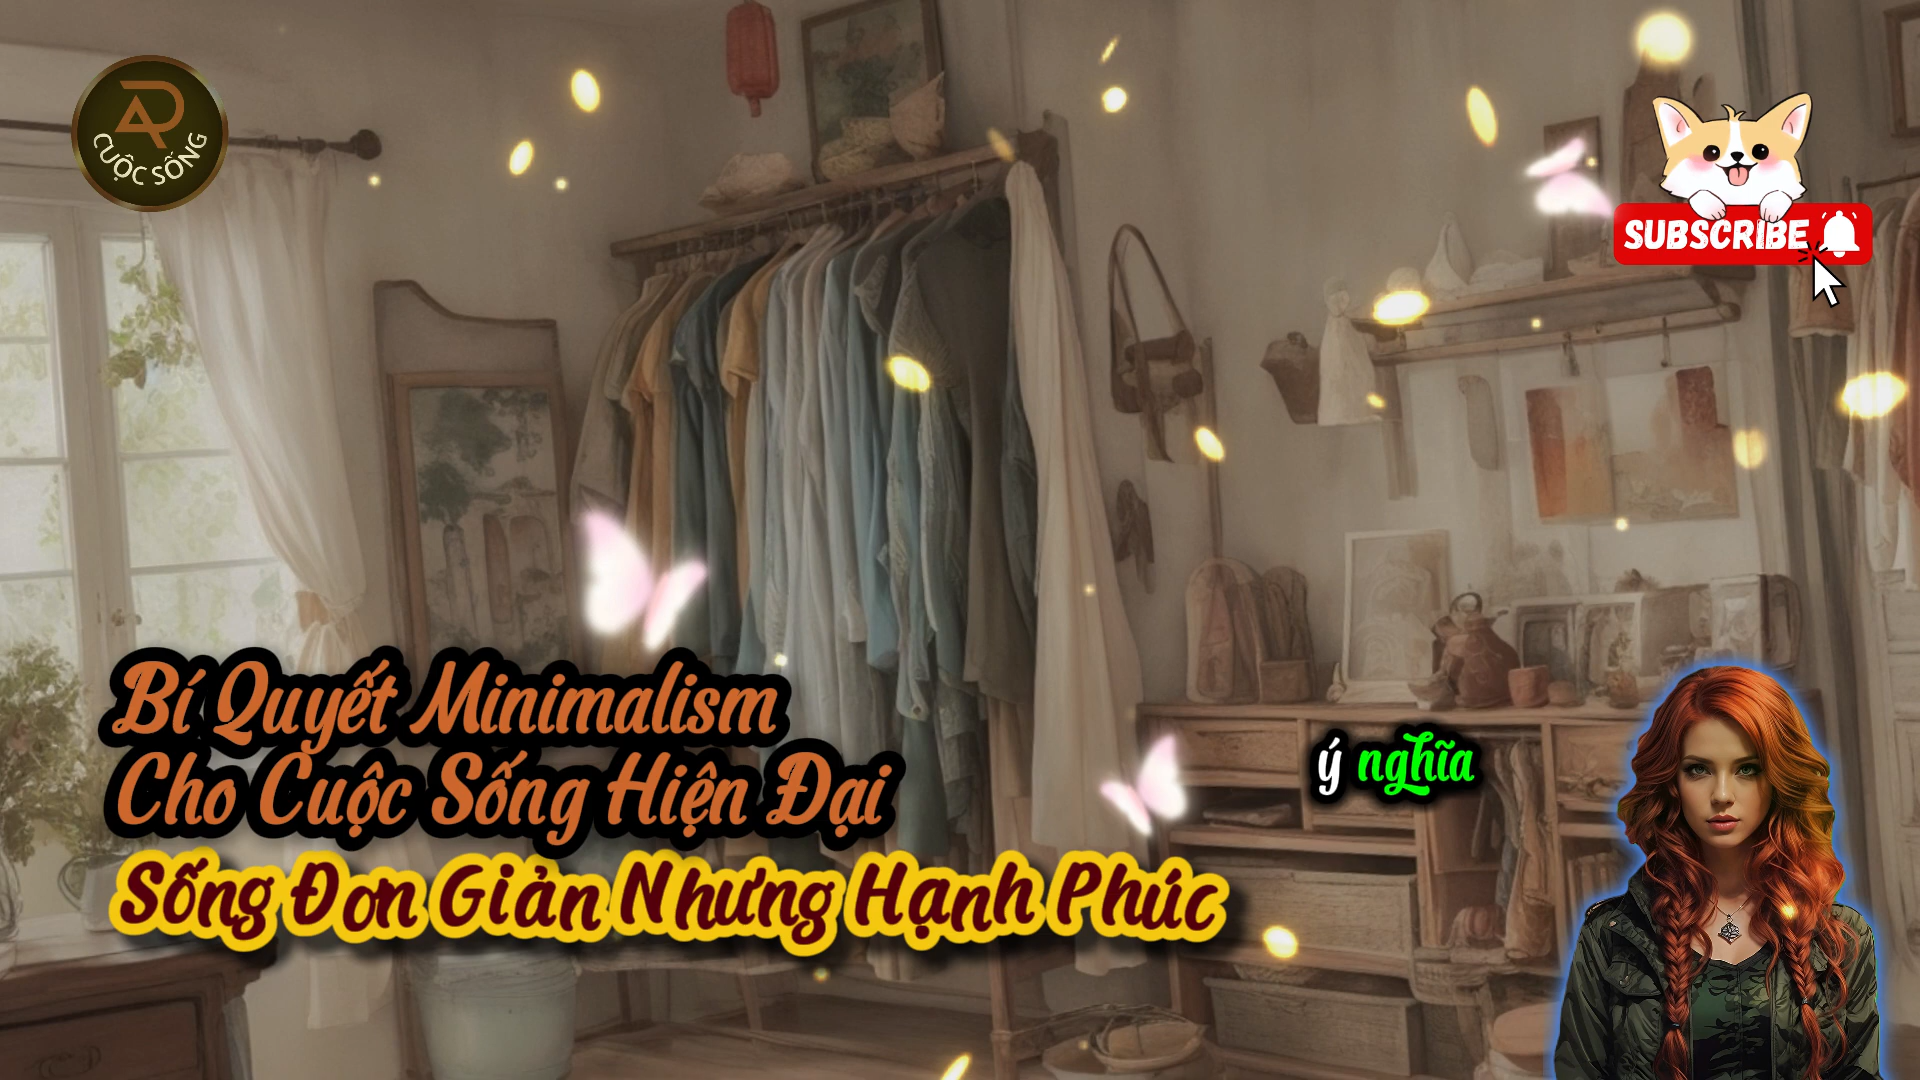 CUỘC SỐNG
SUBSCRIBE
Bí Quyết Minimalism
Cho Cuộc Sống Hiện Đại
ý nghĩa
Sống Đơn Giản Nhưng Hạnh Phúc